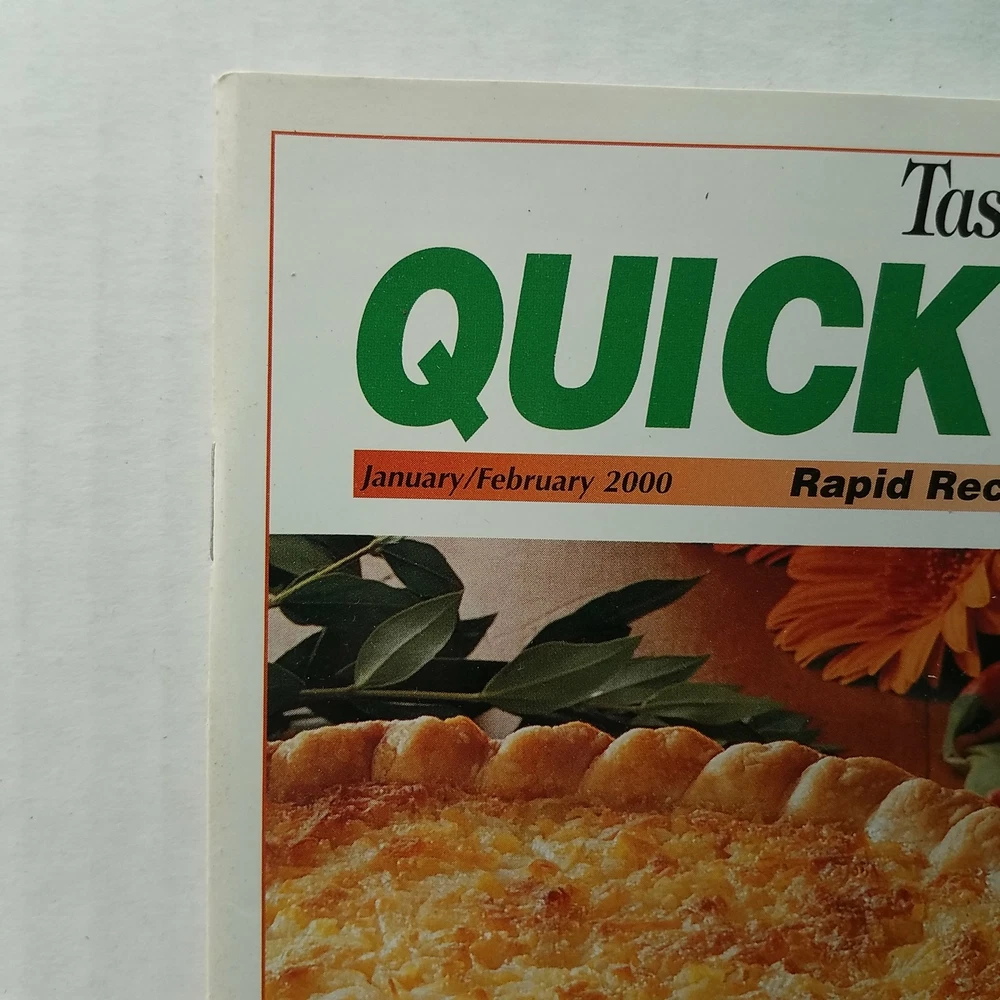 Tas
QUICK
January/February 2000
Rapid Rec